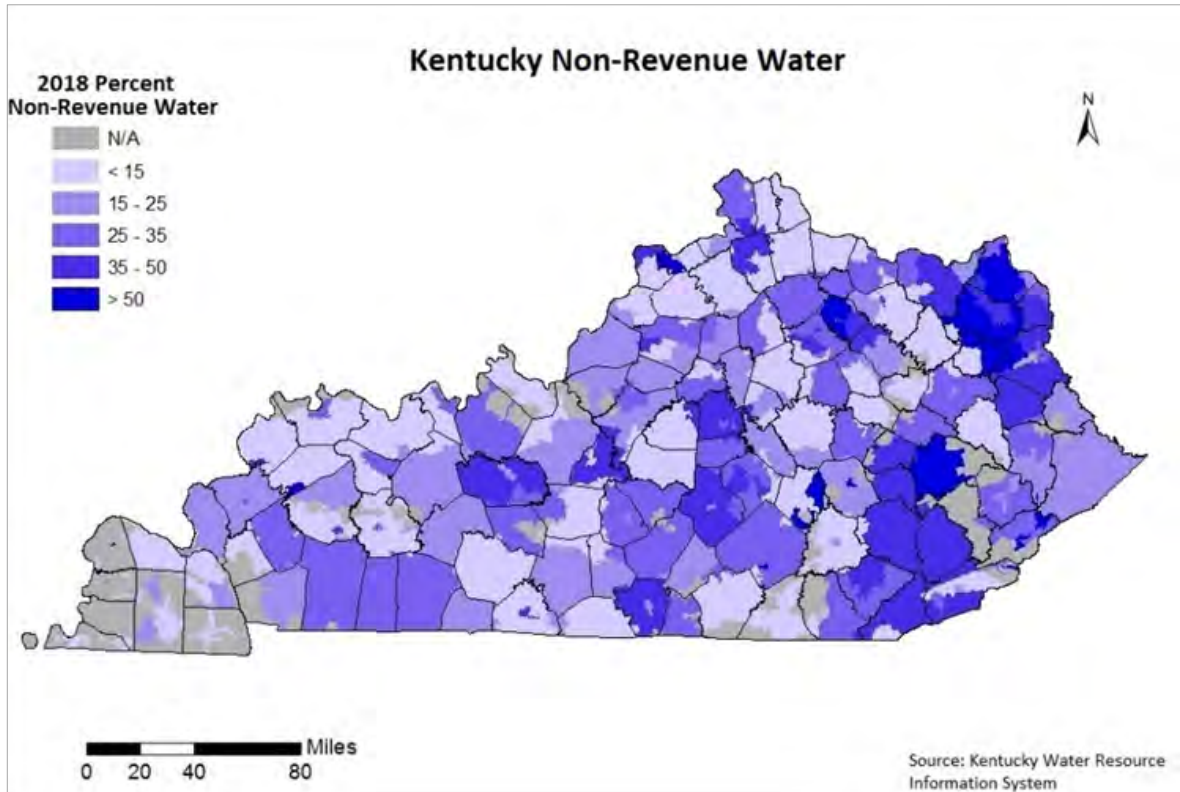 Kentucky Non-Revenue Water
2018 Percent
Non-Revenue Water
N/A
< 15
15 - 25
25 - 35
35 - 50
> 50
N
Miles
0 20 40 80
Source: Kentucky Water Resource
Information System